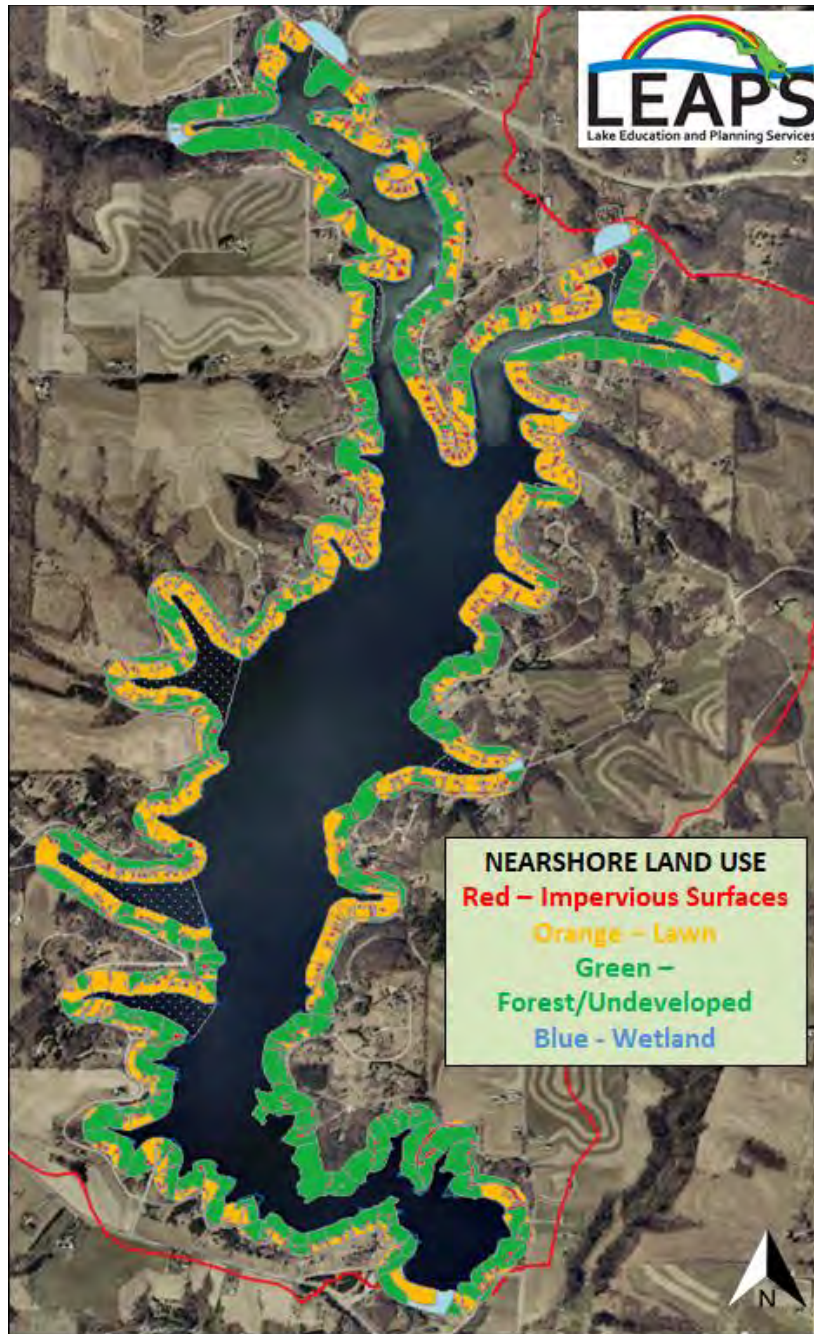 LEAPS
Lake Education and Planning Services
NEARSHORE LAND USE
Red – Impervious Surfaces
Orange – Lawn
Green –
Forest/Undeveloped
Blue - Wetland
N